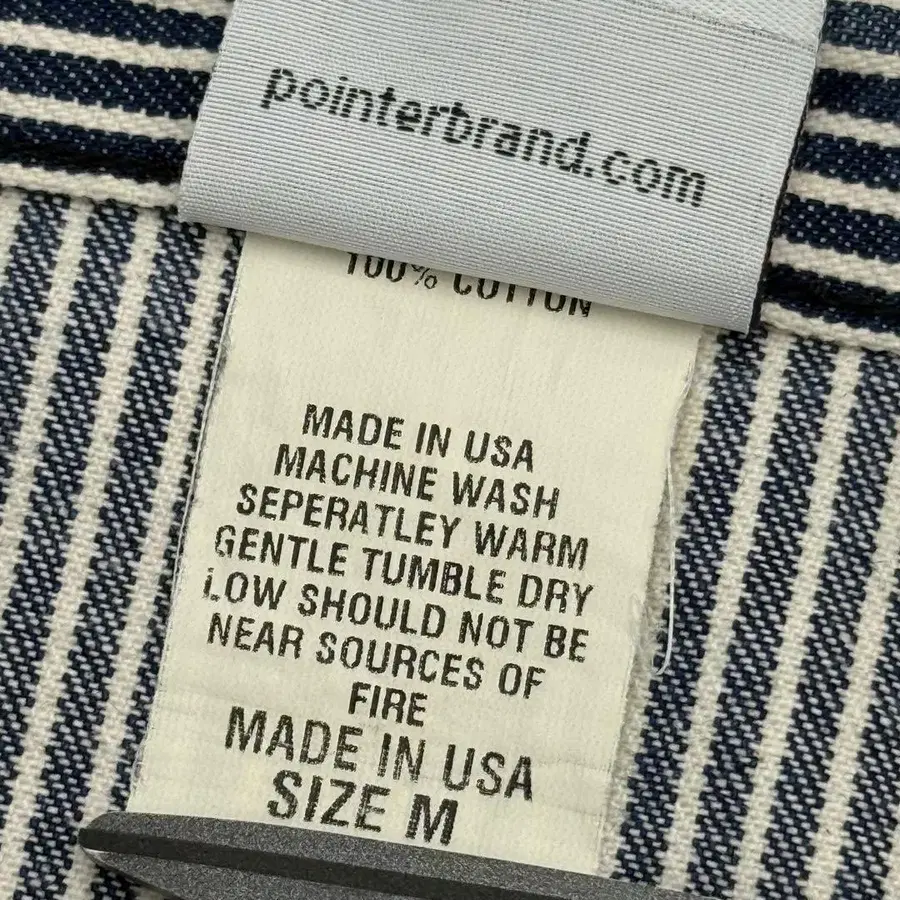 pointerbrand.com
100% COTTON
MADE IN USA
MACHINE WASH
SEPERATLEY WARM
GENTLE TUMBLE DRY
LOW SHOULD NOT BE
NEAR SOURCES OF
FIRE
MADE IN USA
SIZE M